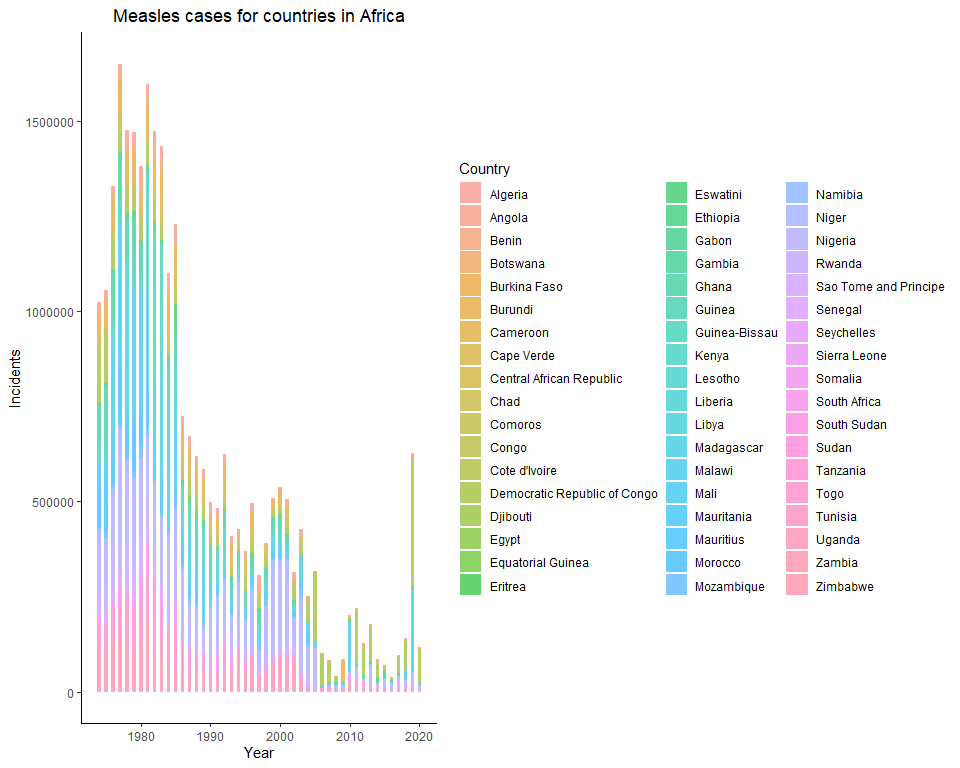 Measles cases for countries in Africa
Incidents
1500000
1000000
500000
0
1980
1990
2000
2010
2020
Year
Country
Algeria
Angola
Benin
Botswana
Burkina Faso
Burundi
Cameroon
Cape Verde
Central African Republic
Chad
Comoros
Congo
Cote d'Ivoire
Democratic Republic of Congo
Djibouti
Egypt
Equatorial Guinea
Eritrea
Eswatini
Ethiopia
Gabon
Gambia
Ghana
Guinea
Guinea-Bissau
Kenya
Lesotho
Liberia
Libya
Madagascar
Malawi
Mali
Mauritania
Mauritius
Morocco
Mozambique
Namibia
Niger
Nigeria
Rwanda
Sao Tome and Principe
Senegal
Seychelles
Sierra Leone
Somalia
South Africa
South Sudan
Sudan
Tanzania
Togo
Tunisia
Uganda
Zambia
Zimbabwe